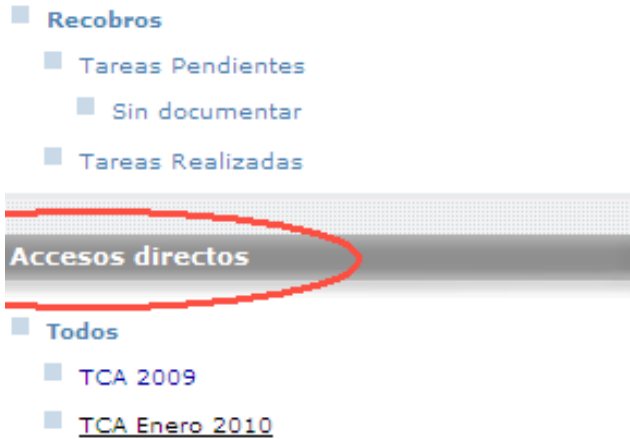 Recobros
Tareas Pendientes
Sin documentar
Tareas Realizadas
Accesos directos
Todos
TCA 2009
TCA Enero 2010